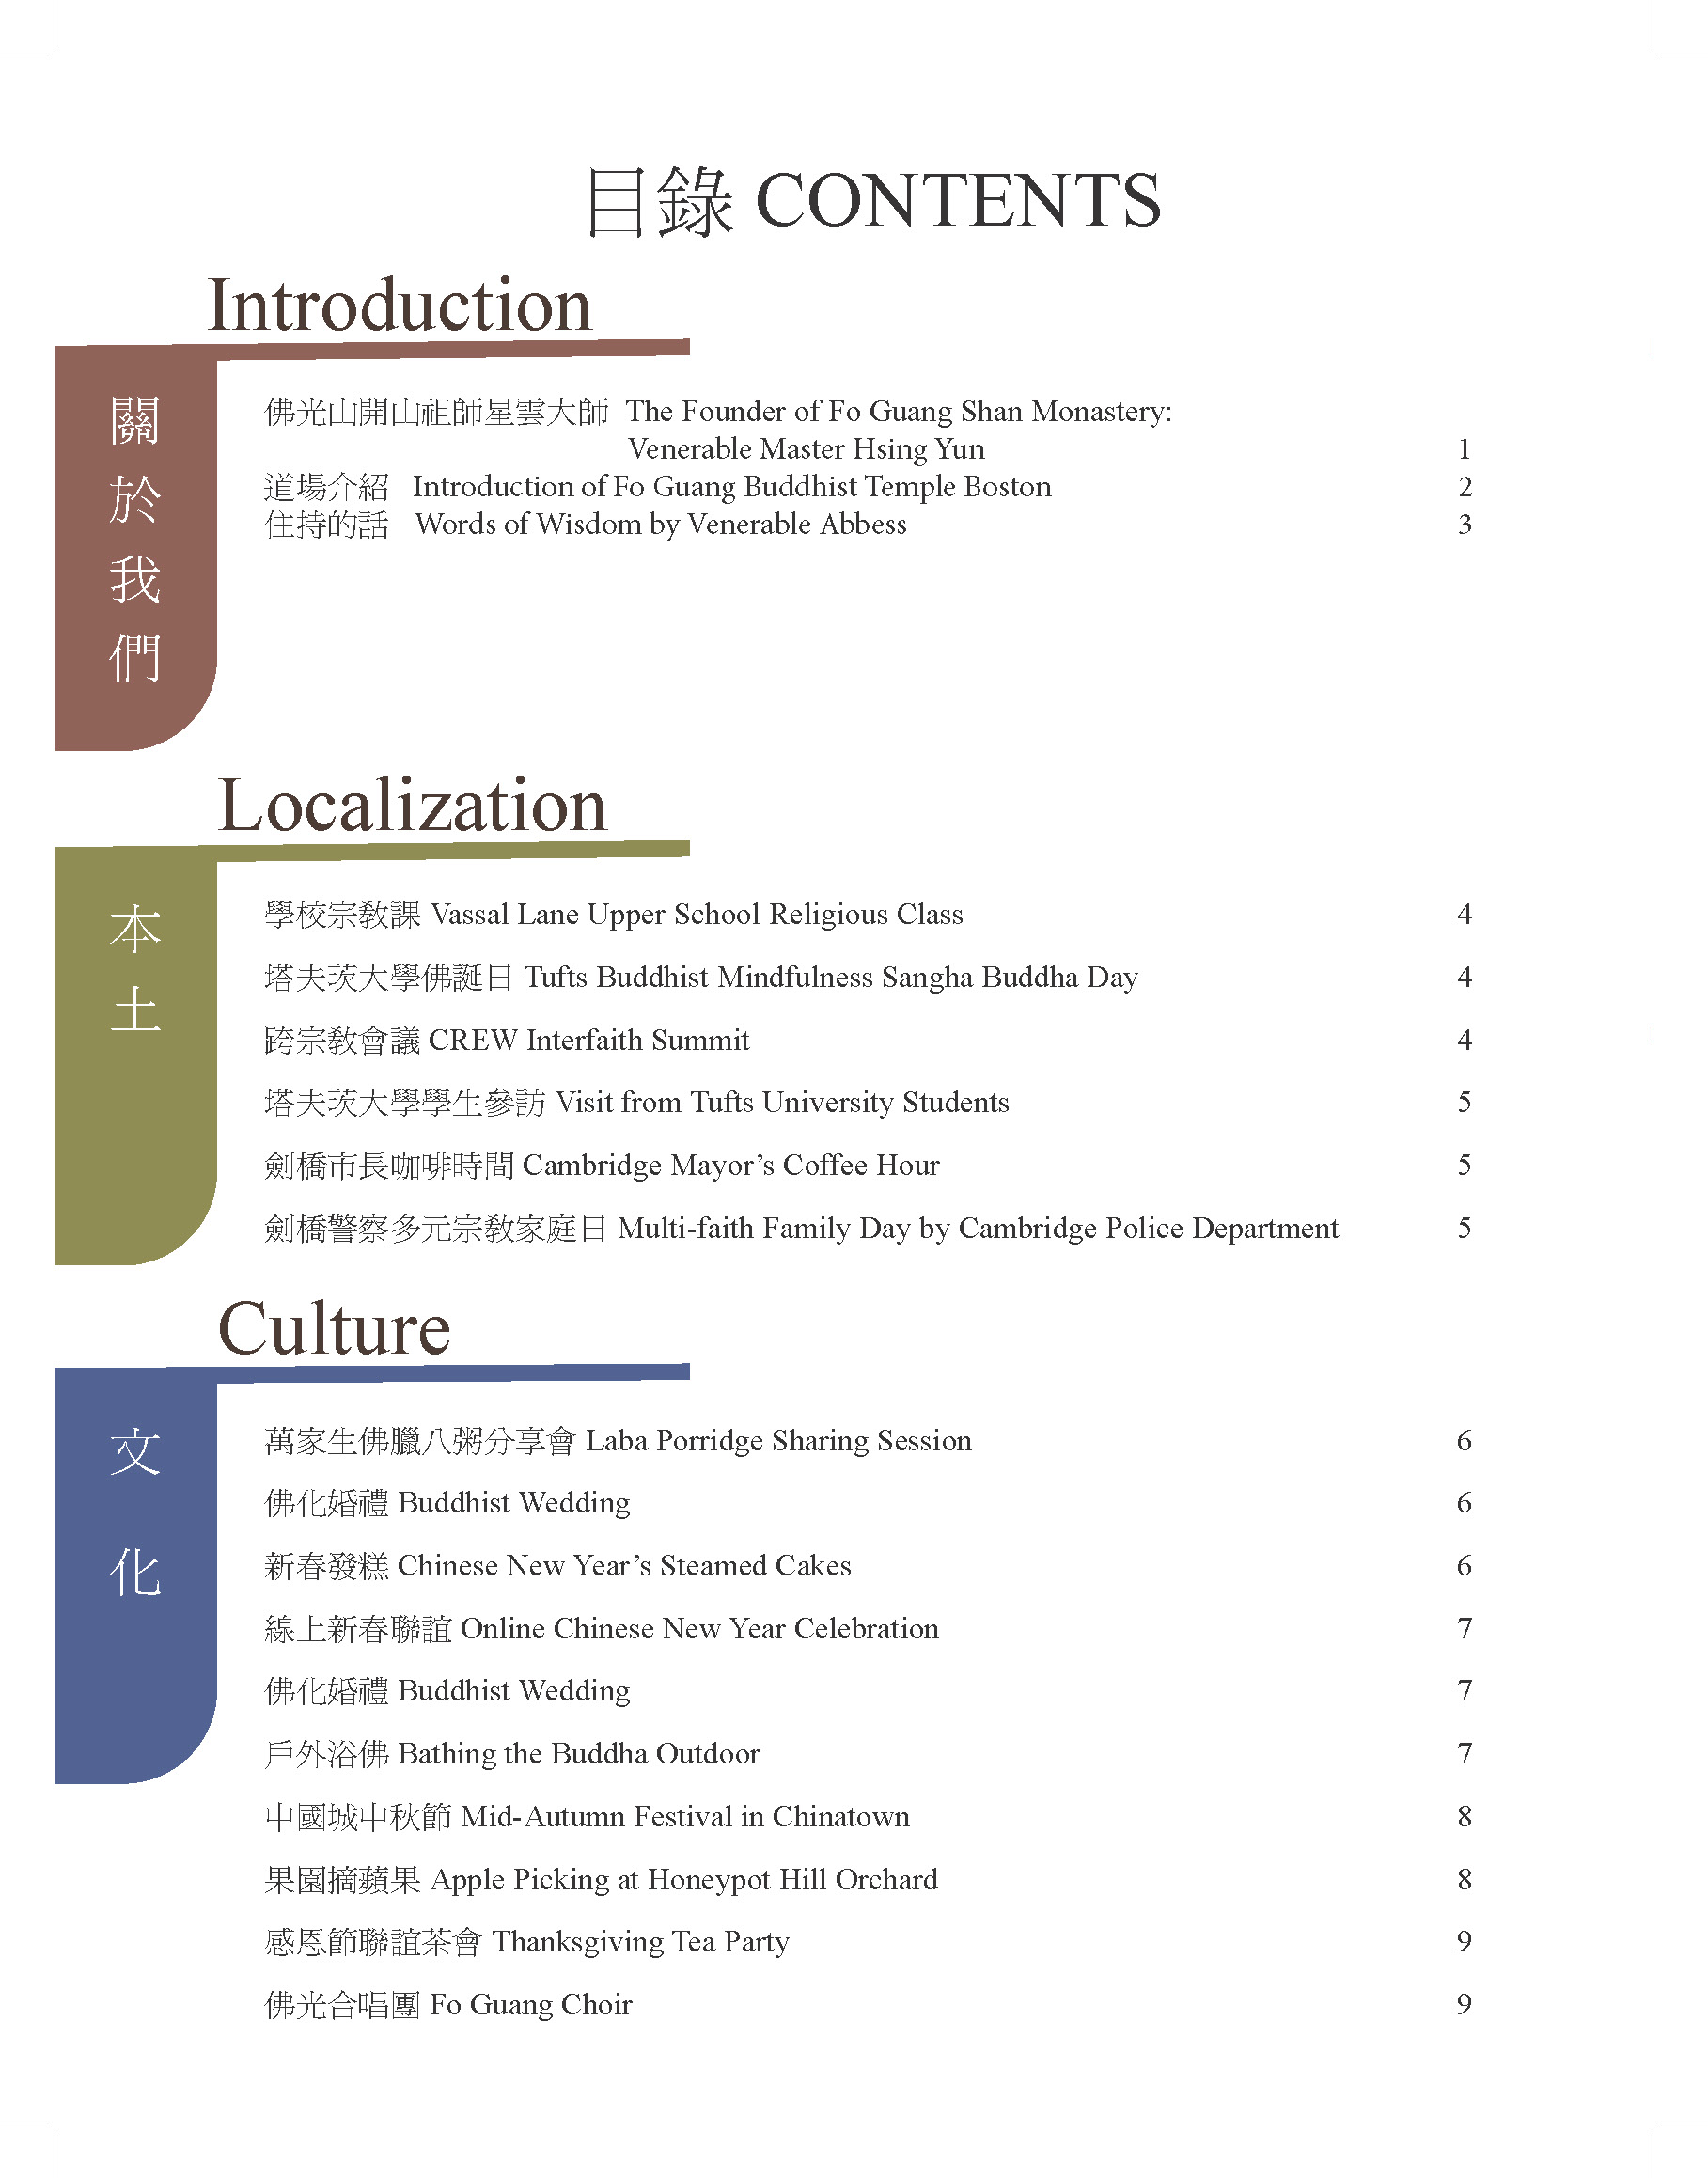 目錄 CONTENTS
Introduction
關於我們
佛光山開山祖師星雲大師 The Founder of Fo Guang Shan Monastery:
Venerable Master Hsing Yun 1
道場介紹 Introduction of Fo Guang Buddhist Temple Boston 2
住持的話 Words of Wisdom by Venerable Abbess 3
Localization
本土
學校宗教課 Vassal Lane Upper School Religious Class 4
塔夫茨大學佛誕日 Tufts Buddhist Mindfulness Sangha Buddha Day 4
跨宗教會議 CREW Interfaith Summit 4
塔夫茨大學學生參訪 Visit from Tufts University Students 5
劍橋市長咖啡時間 Cambridge Mayor’s Coffee Hour 5
劍橋警察多元宗教家庭日 Multi-faith Family Day by Cambridge Police Department 5
Culture
文化
萬家生佛臘八粥分享會 Laba Porridge Sharing Session 6
佛化婚禮 Buddhist Wedding 6
新春發糕 Chinese New Year’s Steamed Cakes 6
線上新春聯誼 Online Chinese New Year Celebration 7
佛化婚禮 Buddhist Wedding 7
戶外浴佛 Bathing the Buddha Outdoor 7
中國城中秋節 Mid-Autumn Festival in Chinatown 8
果園摘蘋果 Apple Picking at Honeypot Hill Orchard 8
感恩節聯誼茶會 Thanksgiving Tea Party 9
佛光合唱團 Fo Guang Choir 9